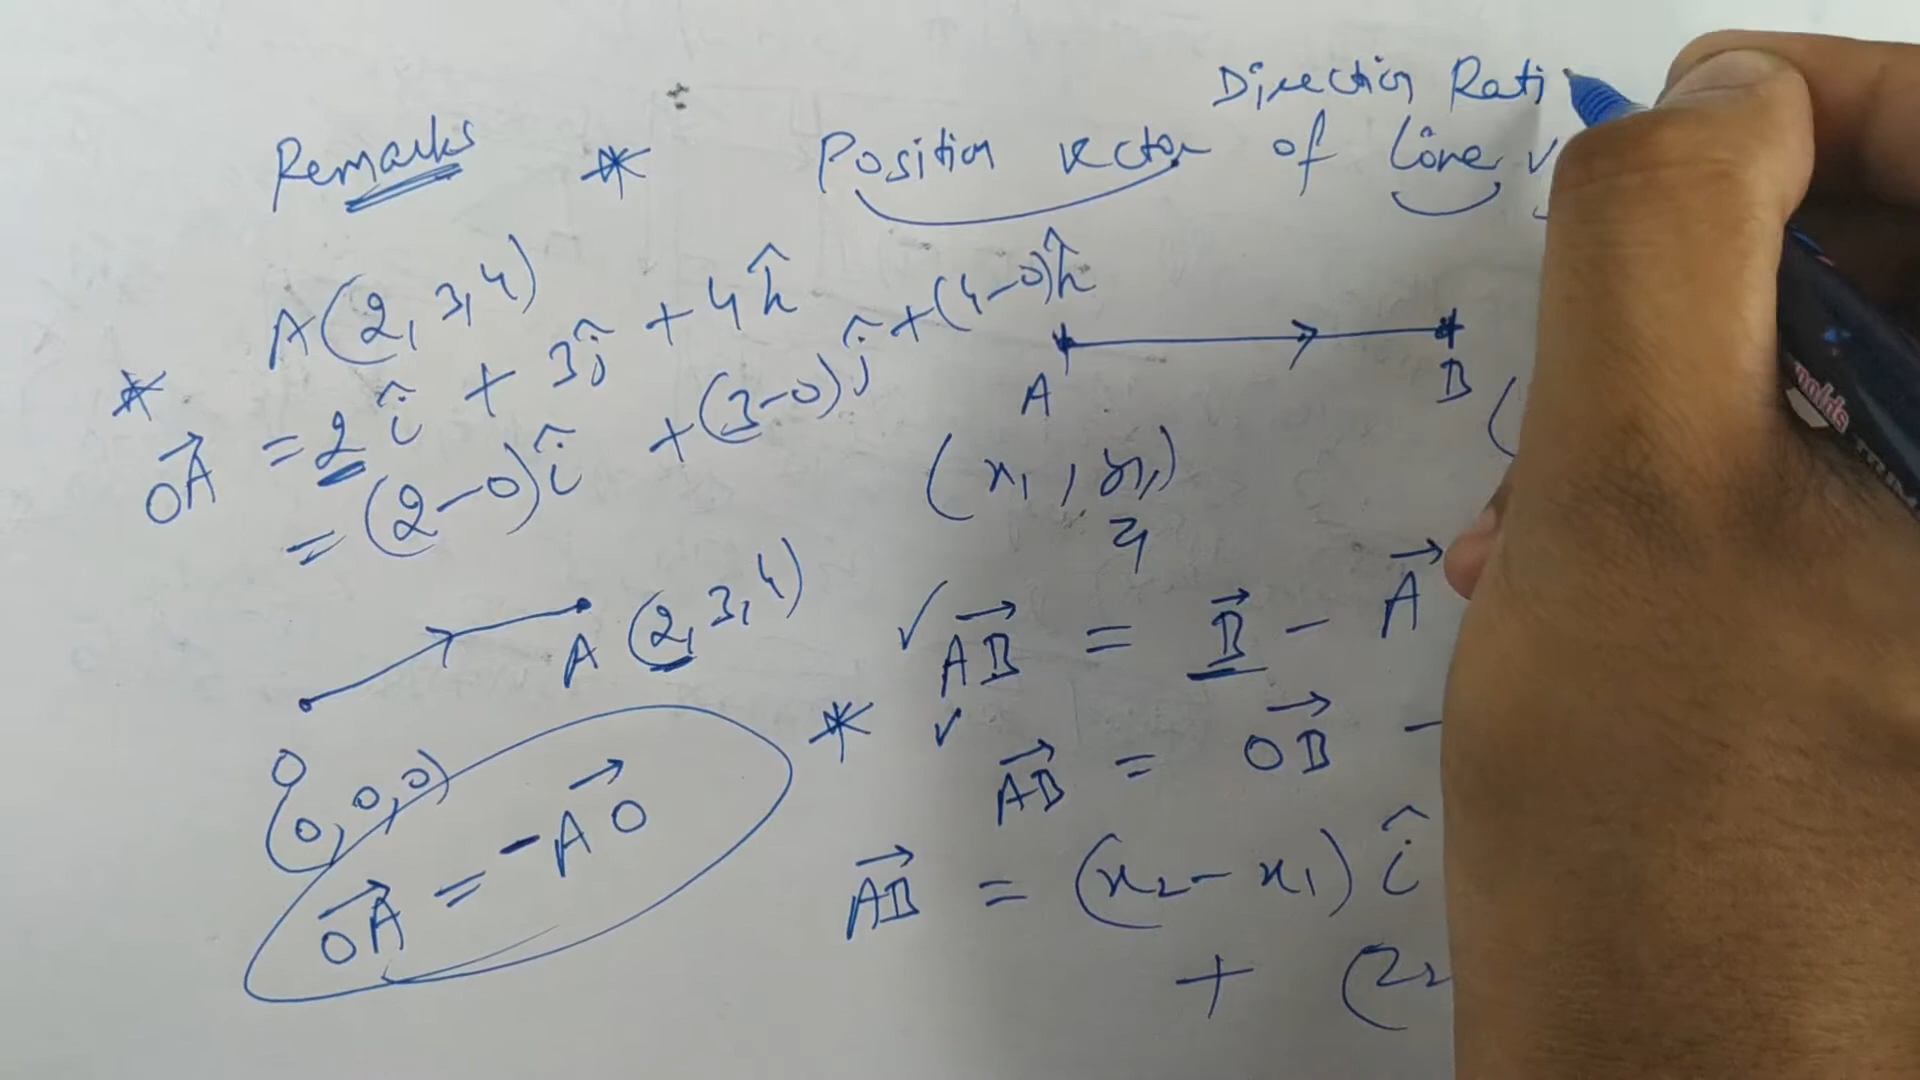 Direction Rati
Remarks * Position vector of line
A(2, 3, 4)
* OA = 2î + 3ĵ + 4k̂
= (2-0)î + (3-0)ĵ + (4-0)k̂
A B
(x₁, y₁, z₁) (
A (2, 3, 4)
O
(0, 0, 0)
OA = -AO
✓ AB = B - A
* ✓ AB = OB -
AB = (x₂ - x₁) î
+ (z₂